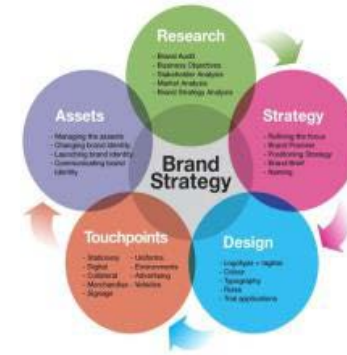 Research
- Brand Audit
- Business Objectives
- Stakeholder Analysis
- Market Analysis
- Brand Strategy Analysis
Strategy
- Refining the focus
- Brand Promise
- Positioning Strategy
- Brand Brief
- Naming
Design
- Logotype + tagline
- Colour
- Typography
- Rules
- Trial applications
Touchpoints
- Stationery
- Digital
- Collateral
- Merchandise
- Signage
- Uniforms
- Environments
- Advertising
- Vehicles
Assets
- Managing the assets
- Changing brand identity
- Launching brand identity
- Communicating brand
identity
Brand
Strategy